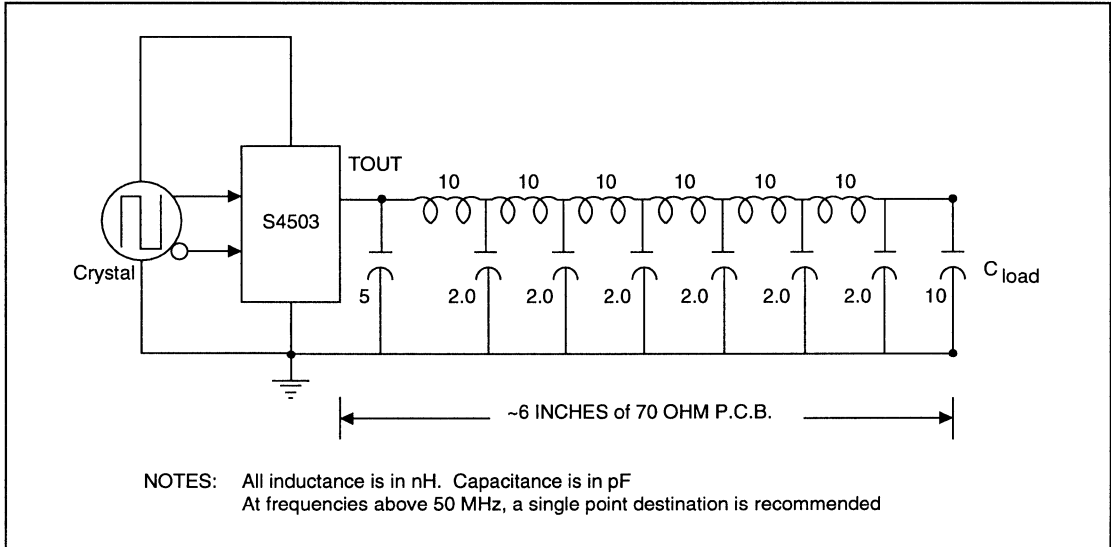 TOUT
10 10 10 10 10 10
S4503
Crystal
C load
5 2.0 2.0 2.0 2.0 2.0 2.0 10
~6 INCHES of 70 OHM P.C.B.
NOTES: All inductance is in nH. Capacitance is in pF
At frequencies above 50 MHz, a single point destination is recommended